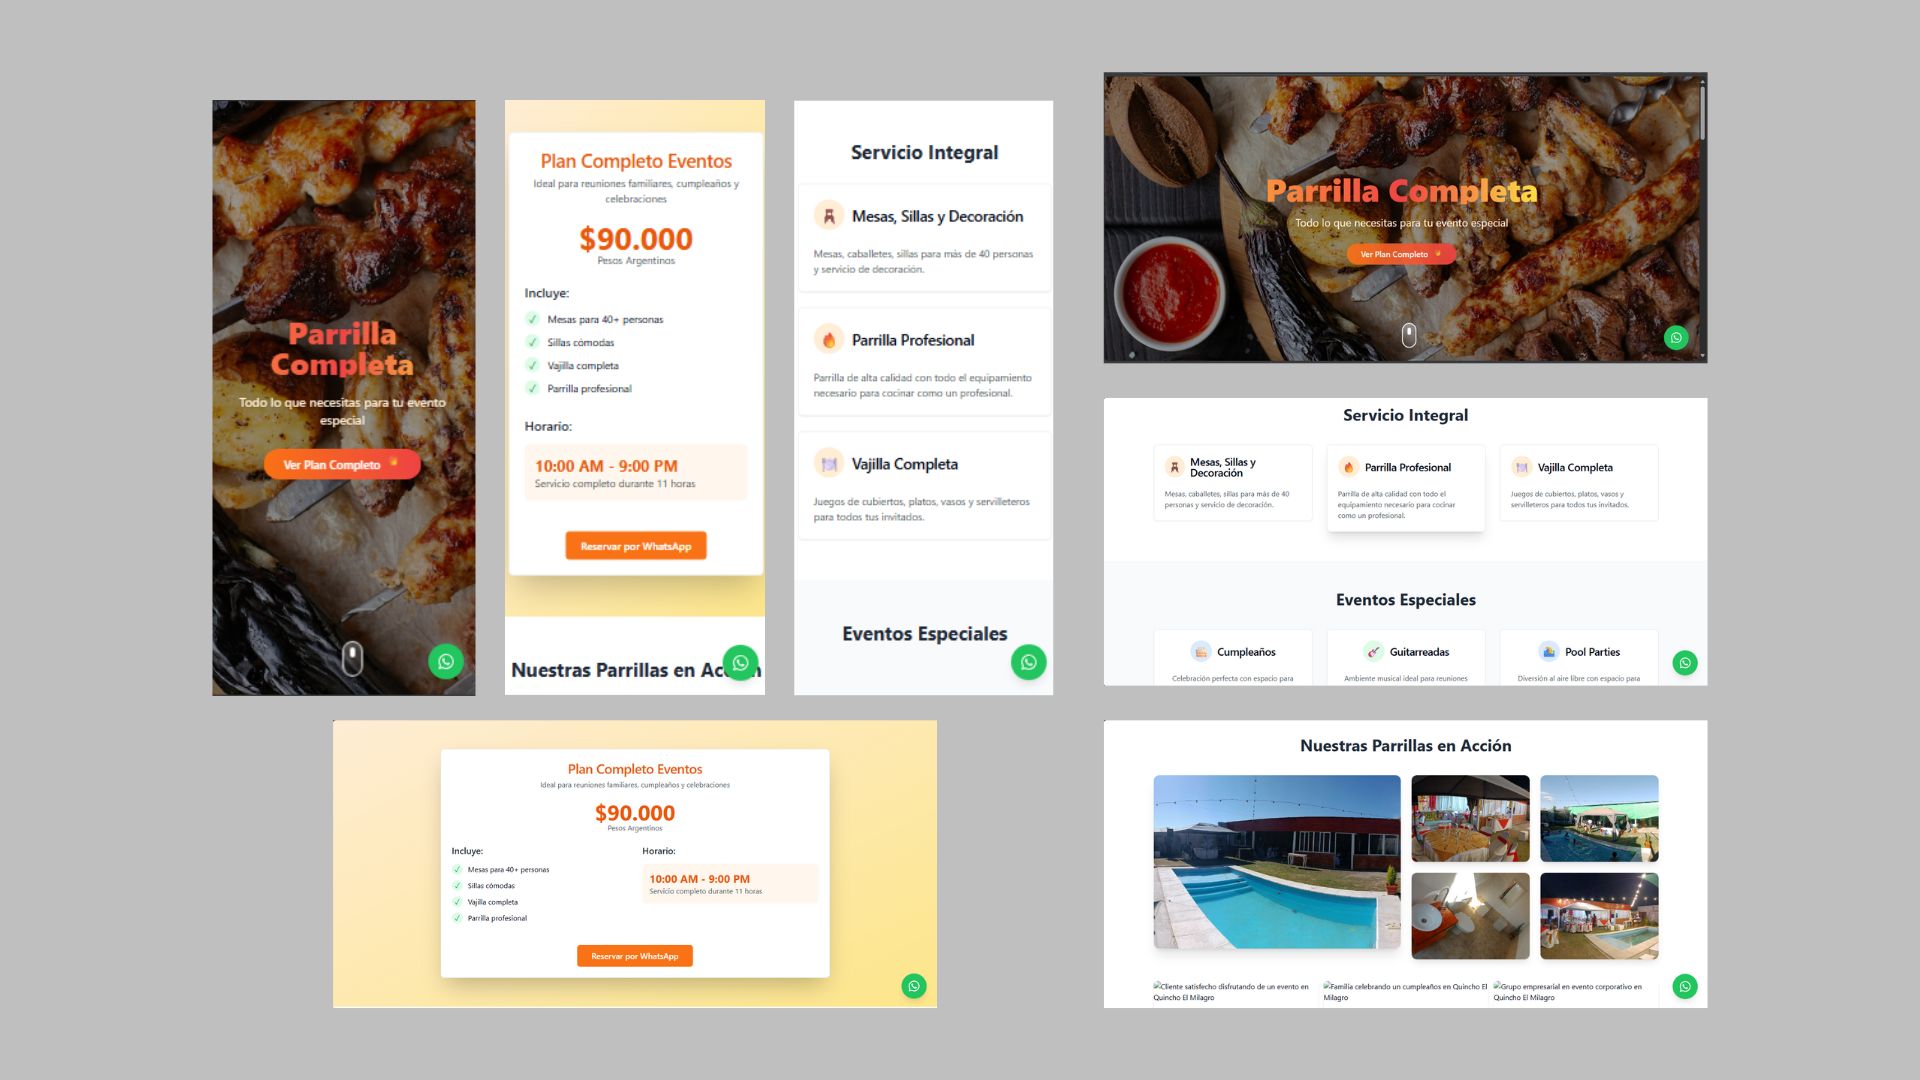 Parrilla
Completa
Todo lo que necesitas para tu evento
especial
Ver Plan Completo
Plan Completo Eventos
Ideal para reuniones familiares, cumpleaños y
celebraciones
$90.000
Pesos Argentinos
Incluye:
Mesas para 40+ personas
Sillas cómodas
Vajilla completa
Parrilla profesional
Horario:
10:00 AM - 9:00 PM
Servicio completo durante 11 horas
Reservar por WhatsApp
Nuestras Parrillas en
Servicio Integral
Mesas, Sillas y Decoración
Mesas, caballetes, sillas para más de 40 personas
y servicio de decoración.
Parrilla Profesional
Parrilla de alta calidad con todo el equipamiento
necesario para cocinar como un profesional.
Vajilla Completa
Juegos de cubiertos, platos, vasos y servilleteros
para todos tus invitados.
Eventos Especiales
Parrilla Completa
Todo lo que necesitas para tu evento especial
Ver Plan Completo
Servicio Integral
Mesas, Sillas y
Decoración
Mesas, caballetes, sillas para más de 40
personas y servicio de decoración.
Parrilla Profesional
Parrilla de alta calidad con todo el
equipamiento necesario para cocinar
como un profesional.
Vajilla Completa
Juegos de cubiertos, platos, vasos y
servilleteros para todos tus invitados.
Eventos Especiales
Cumpleaños
Celebración perfecta con espacio para
Guitarreadas
Ambiente musical ideal para reuniones
Pool Parties
Diversión al aire libre con espacio para
Plan Completo Eventos
Ideal para reuniones familiares, cumpleaños y celebraciones
$90.000
Pesos Argentinos
Incluye:
Mesas para 40+ personas
Sillas cómodas
Vajilla completa
Parrilla profesional
Horario:
10:00 AM - 9:00 PM
Servicio completo durante 11 horas
Reservar por WhatsApp
Nuestras Parrillas en Acción
Cliente satisfecho disfrutando de un evento en
Quincho El Milagro
Familia celebrando un cumpleaños en Quincho El
Milagro
Grupo empresarial en evento corporativo en
Quincho El Milagro